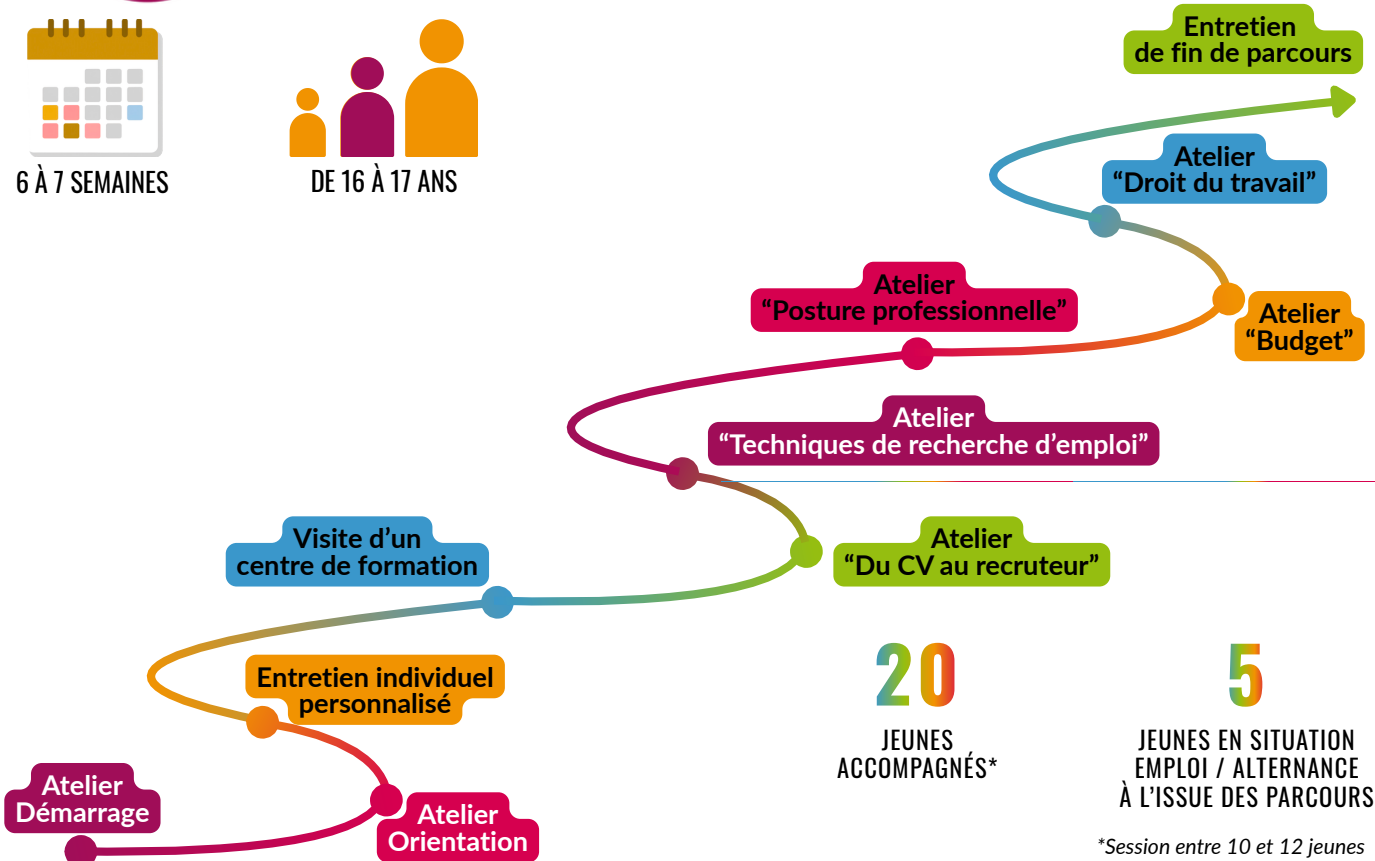 6 À 7 SEMAINES
DE 16 À 17 ANS
Entretien
de fin de parcours
Atelier
“Droit du travail”
Atelier
“Budget”
Atelier
“Posture professionnelle”
Atelier
“Techniques de recherche d’emploi”
Atelier
“Du CV au recruteur”
Visite d’un
centre de formation
Entretien individuel
personnalisé
Atelier
Orientation
Atelier
Démarrage
20
JEUNES
ACCOMPAGNÉS*
5
JEUNES EN SITUATION
EMPLOI / ALTERNANCE
À L’ISSUE DES PARCOURS
*Session entre 10 et 12 jeunes